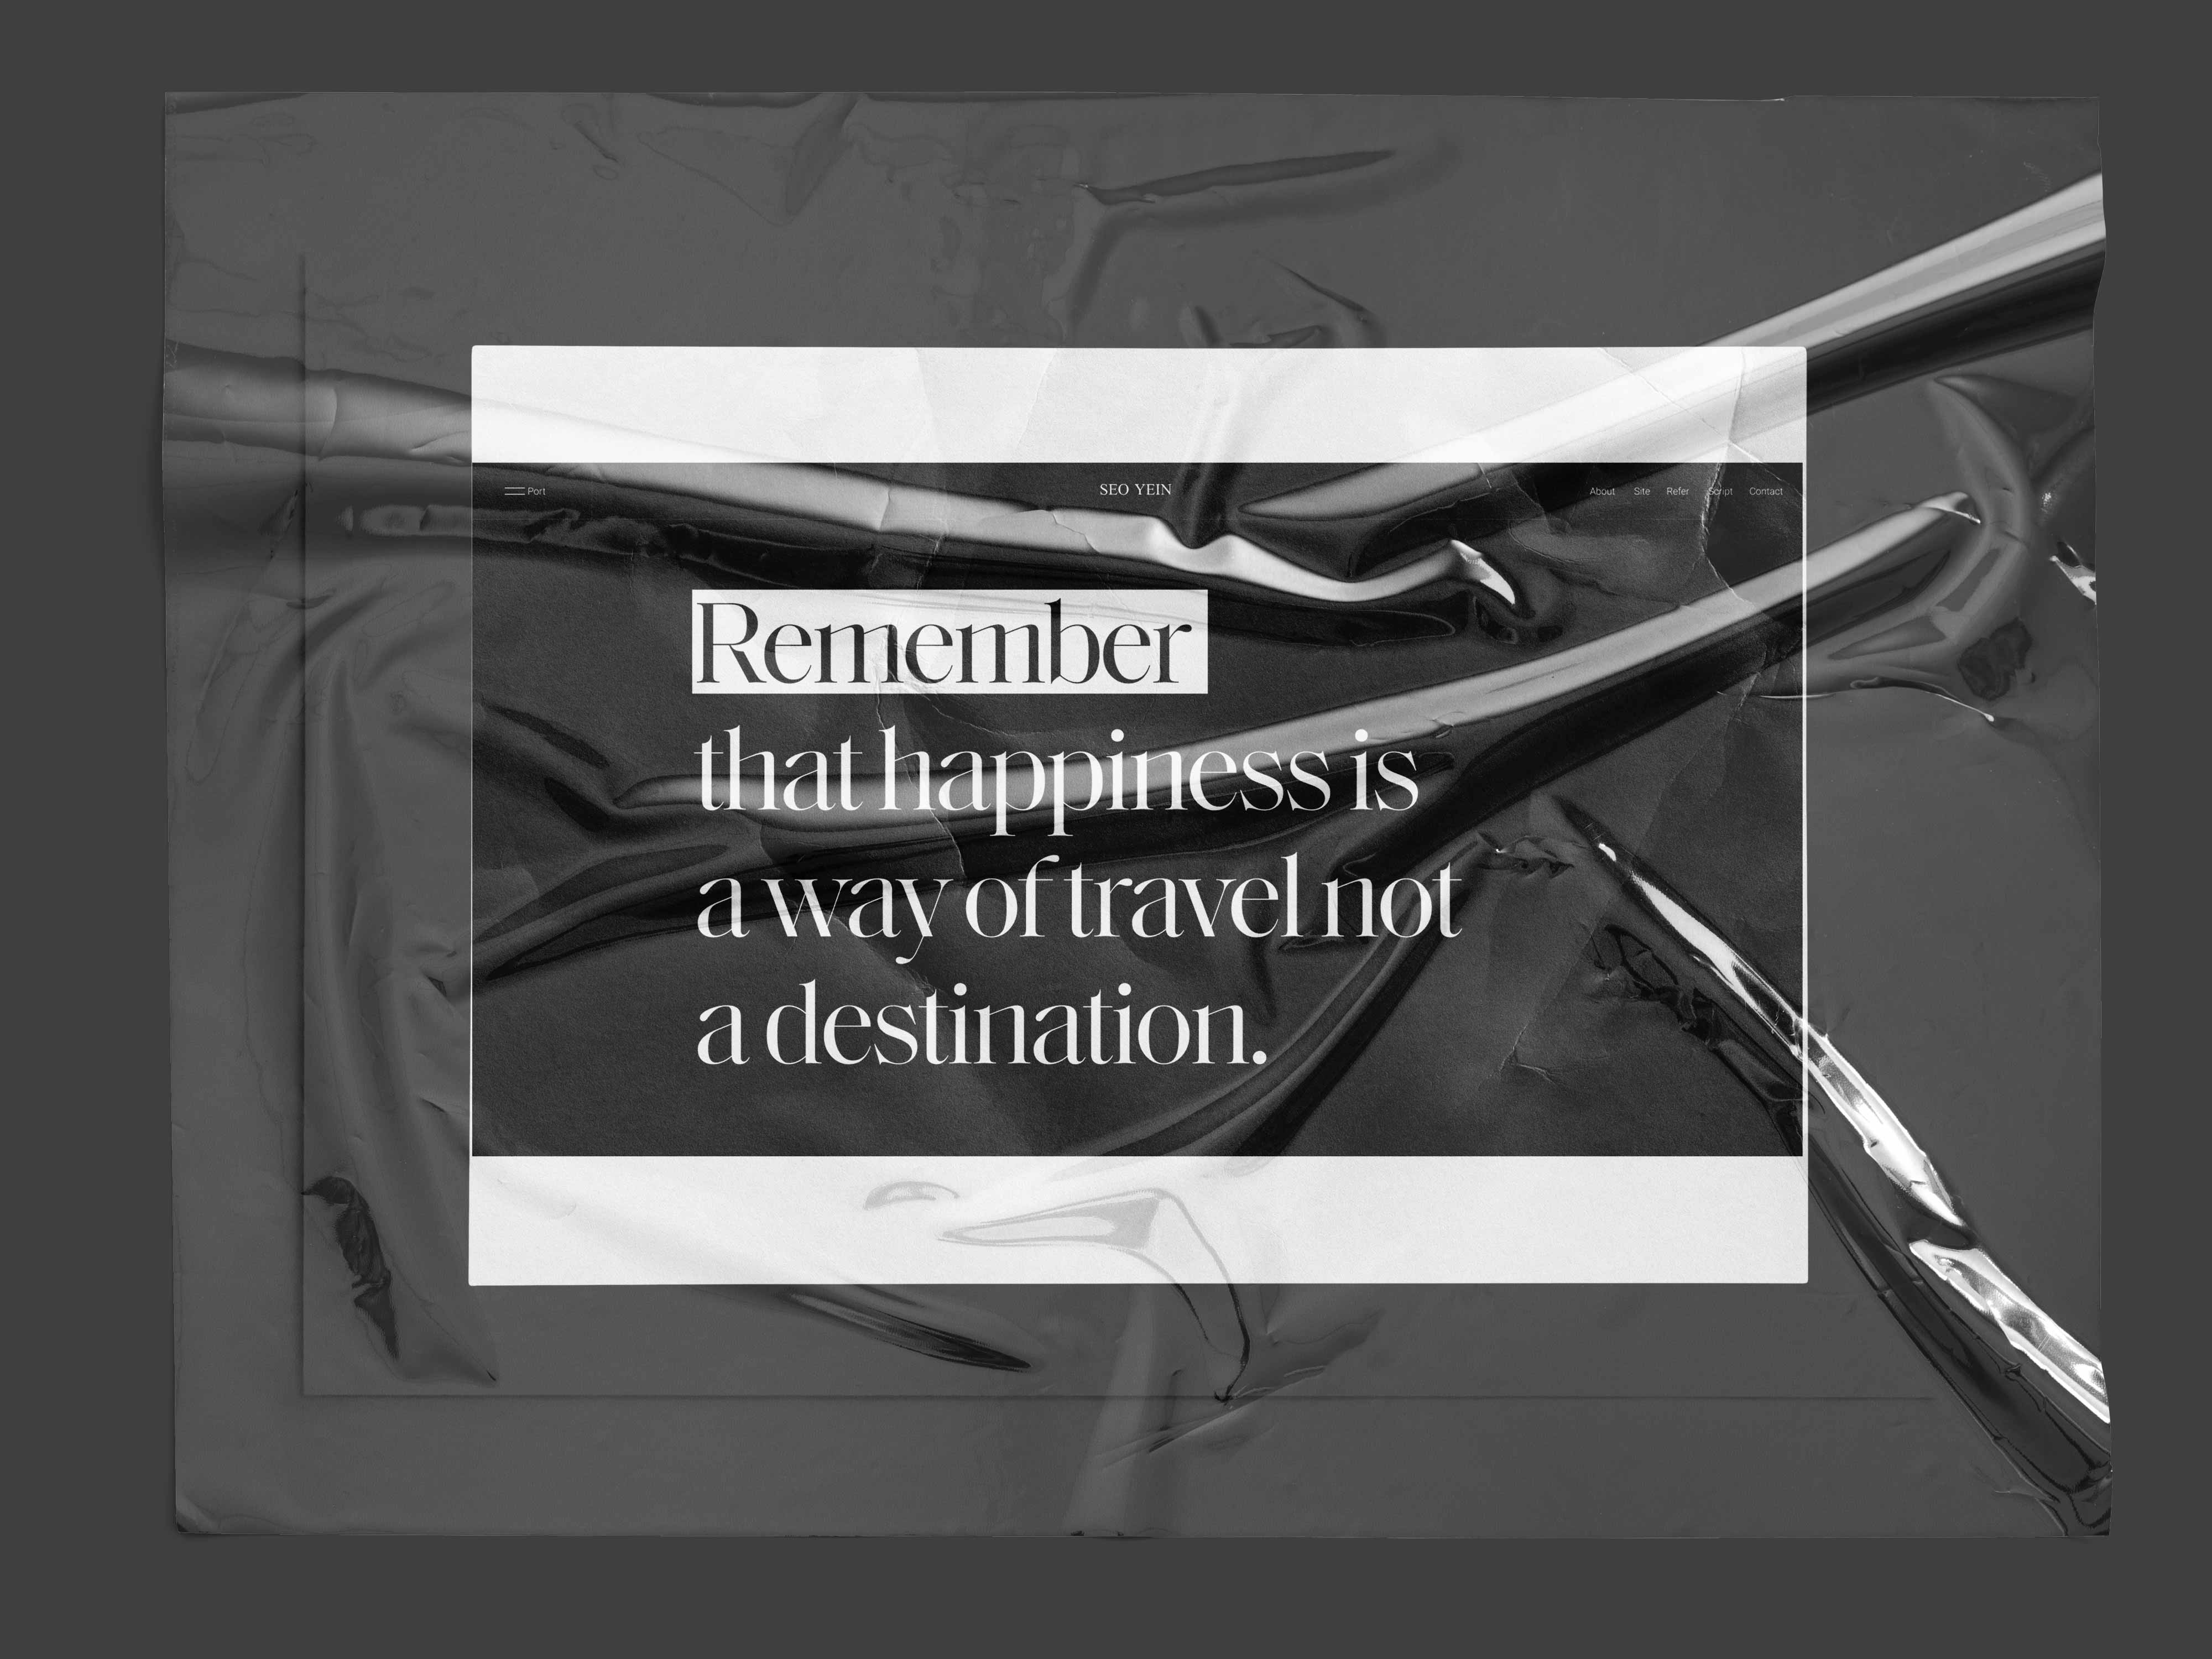 Port
SEO YEIN
About Site Refer Script Contact
Remember
that happiness is
a way of travel not
a destination.